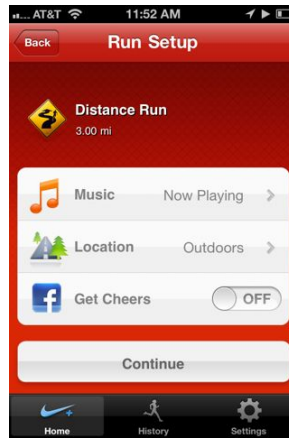 AT&T 11:52 AM
Back Run Setup
Distance Run
3.00 mi
Music Now Playing
Location Outdoors
Get Cheers OFF
Continue
Home History Settings